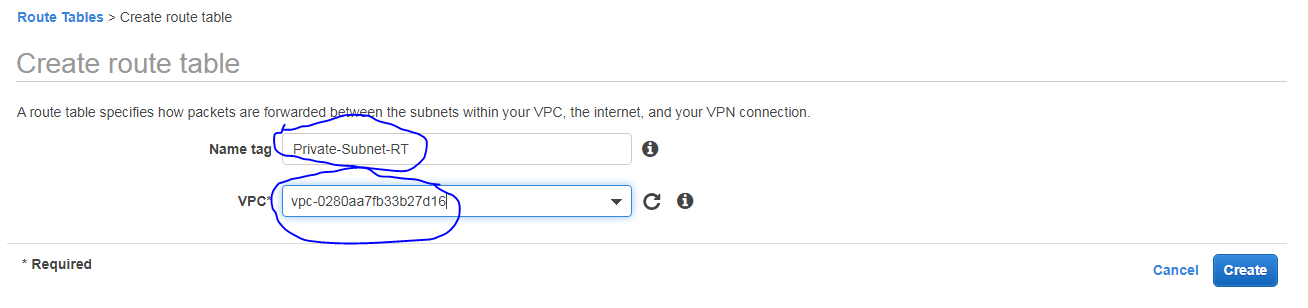 Route Tables > Create route table
Create route table
A route table specifies how packets are forwarded between the subnets within your VPC, the internet, and your VPN connection.
Name tag Private-Subnet-RT
VPC* vpc-0280aa7fb33b27d16
* Required
Cancel Create